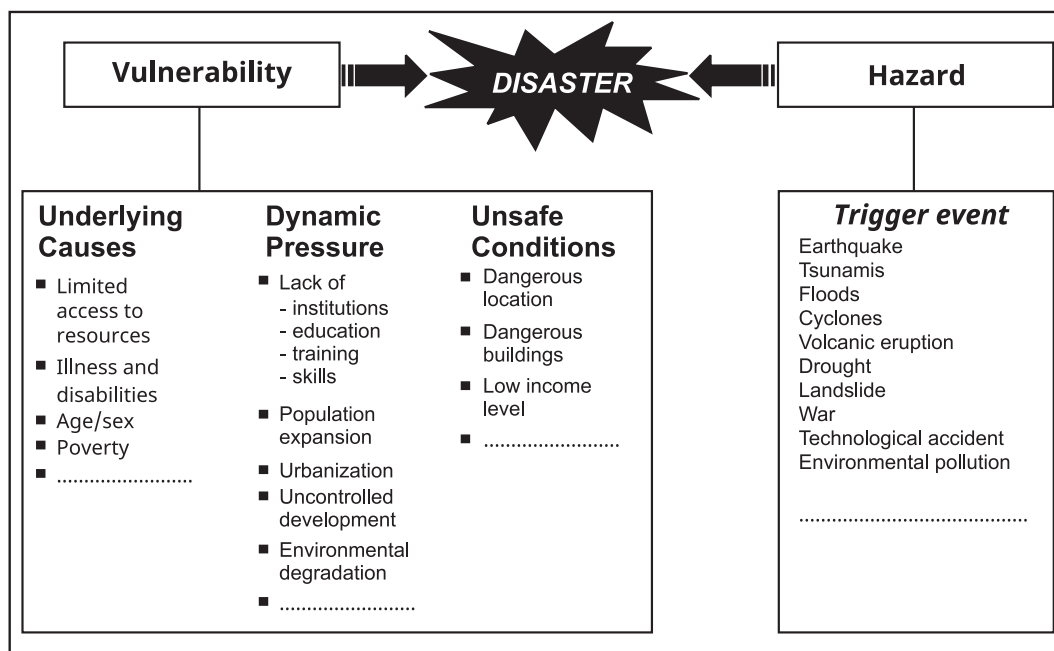 Vulnerability
DISASTER
Hazard
Underlying
Causes
■ Limited
access to
resources
■ Illness and
disabilities
■ Age/sex
■ Poverty
■ .........................
Dynamic
Pressure
■ Lack of
- institutions
- education
- training
- skills
■ Population
expansion
■ Urbanization
■ Uncontrolled
development
■ Environmental
degradation
■ .........................
Unsafe
Conditions
■ Dangerous
location
■ Dangerous
buildings
■ Low income
level
■ .........................
Trigger event
Earthquake
Tsunamis
Floods
Cyclones
Volcanic eruption
Drought
Landslide
War
Technological accident
Environmental pollution
..........................................